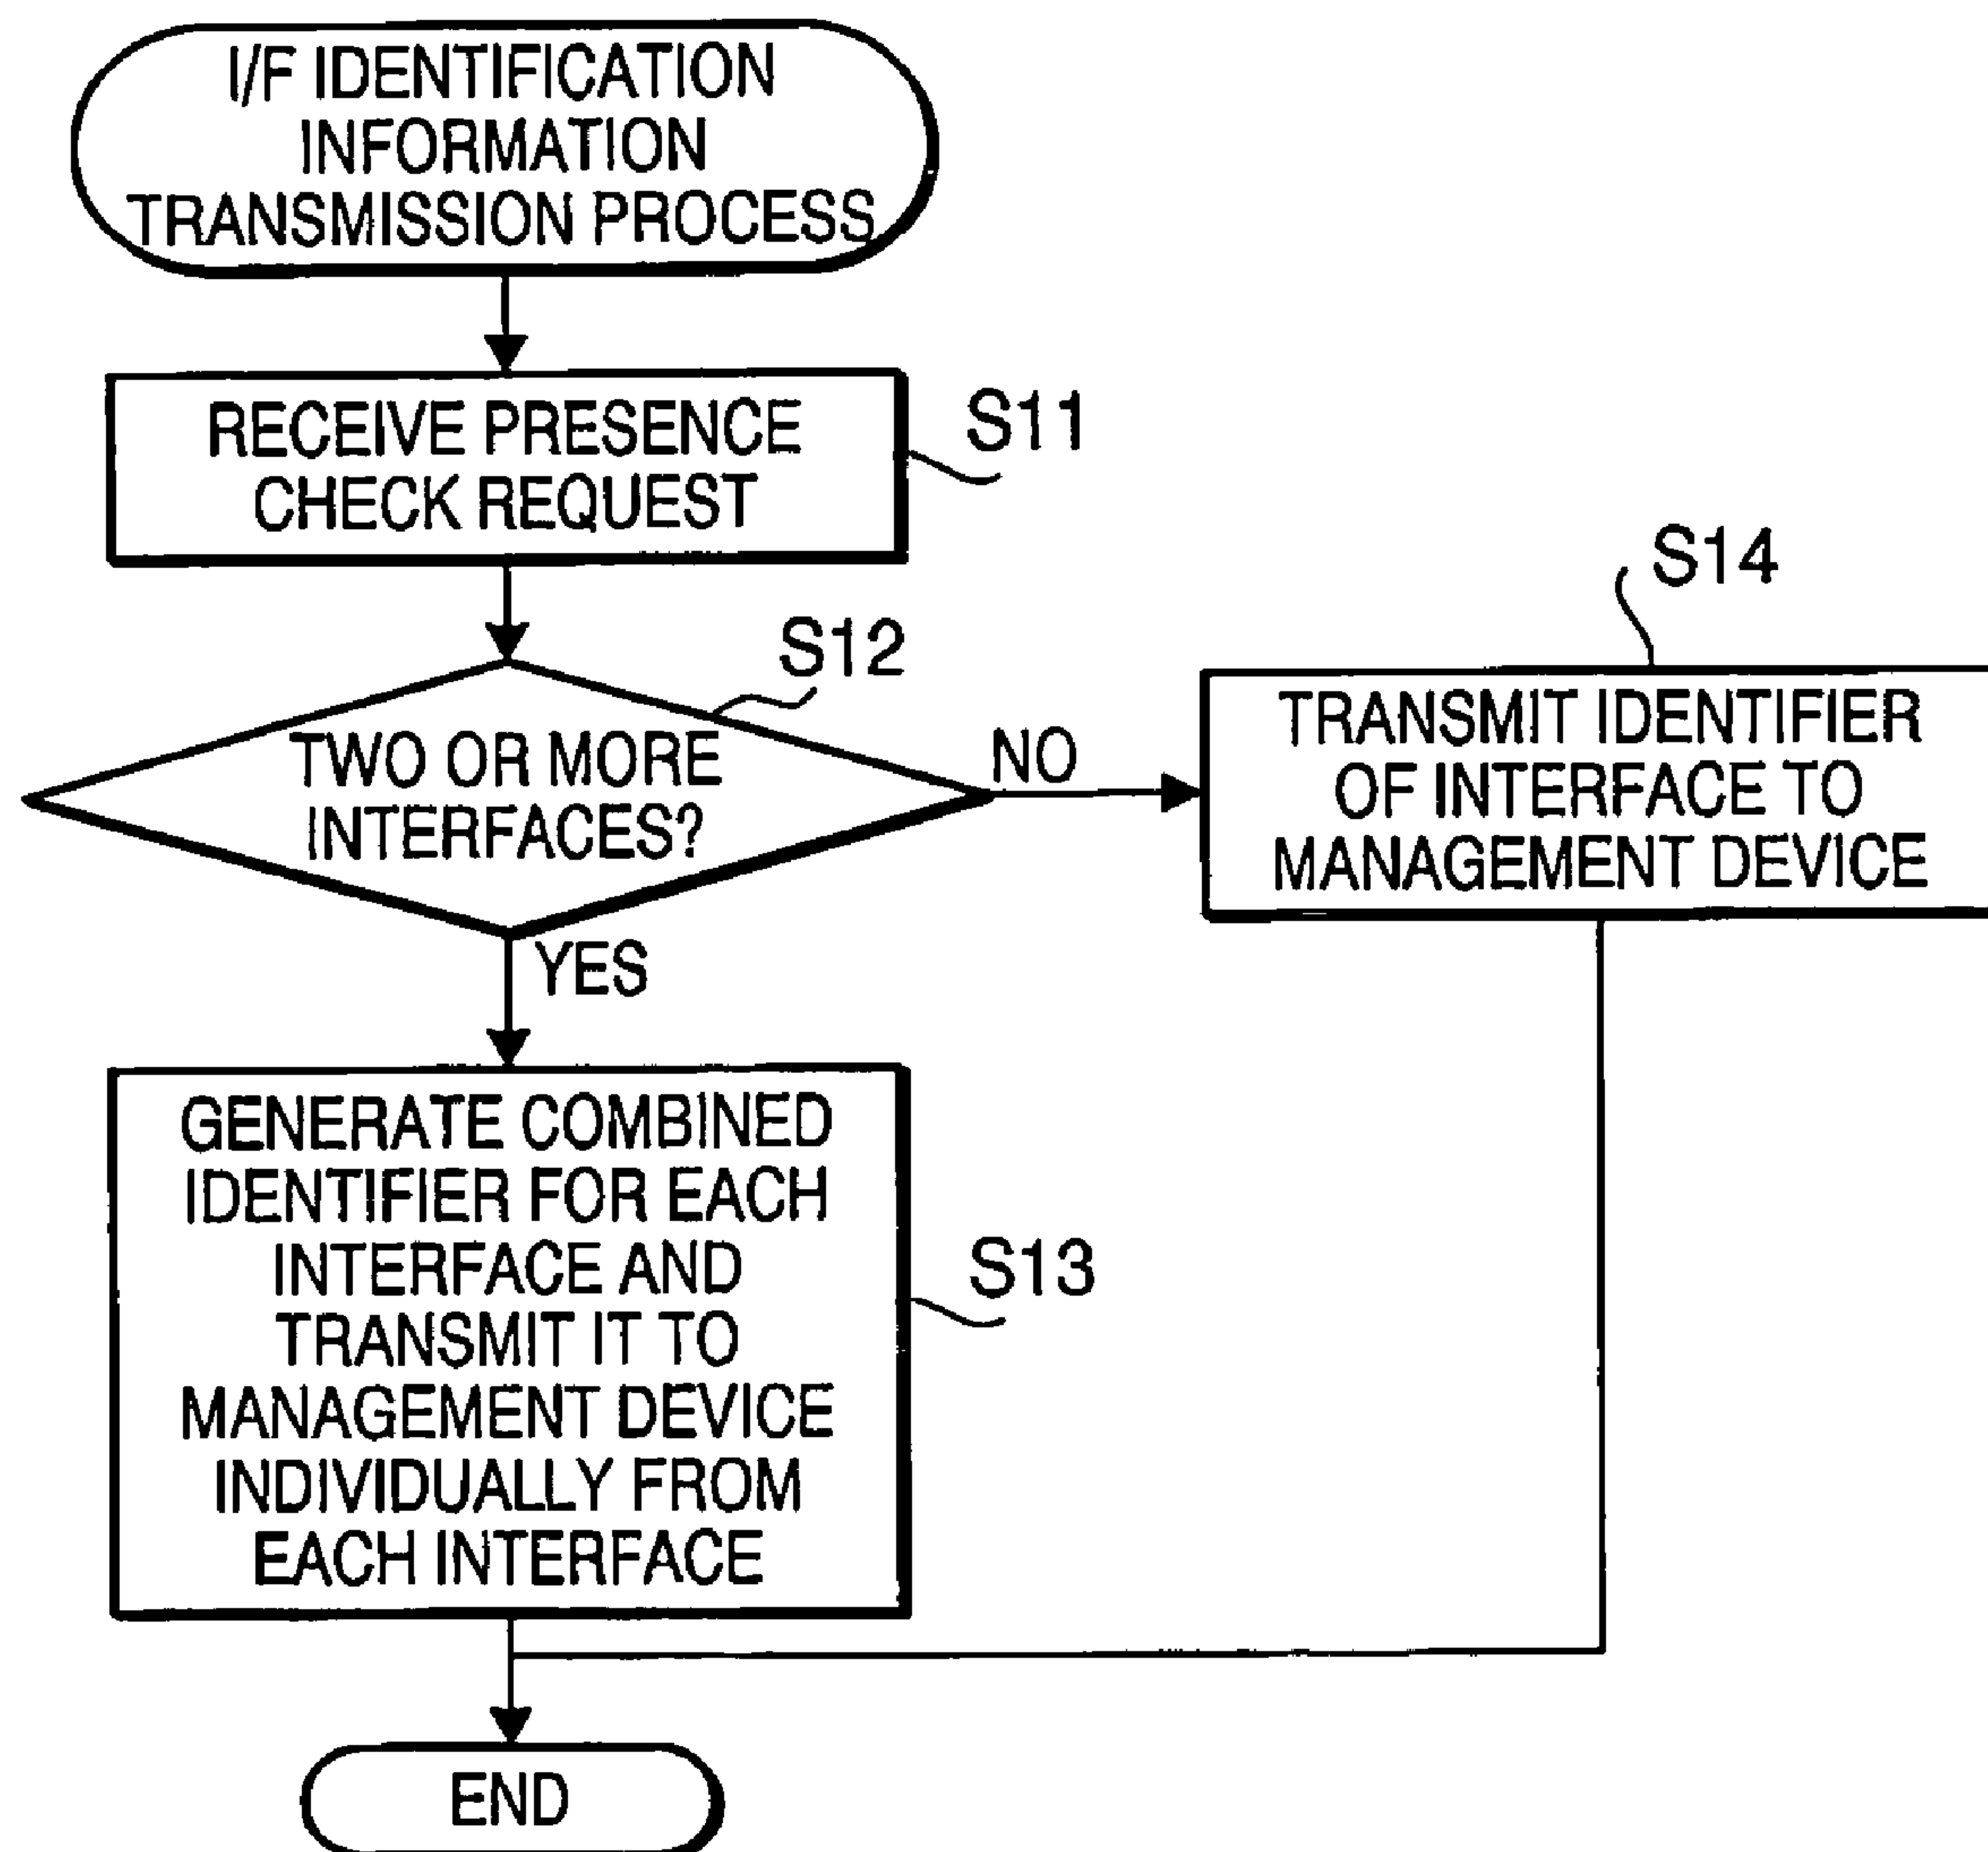 I/F IDENTIFICATION
INFORMATION
TRANSMISSION PROCESS
RECEIVE PRESENCE
CHECK REQUEST
S11
S12
TWO OR MORE
INTERFACES?
NO
S14
TRANSMIT IDENTIFIER
OF INTERFACE TO
MANAGEMENT DEVICE
YES
GENERATE COMBINED
IDENTIFIER FOR EACH
INTERFACE AND
TRANSMIT IT TO
MANAGEMENT DEVICE
INDIVIDUALLY FROM
EACH INTERFACE
S13
END